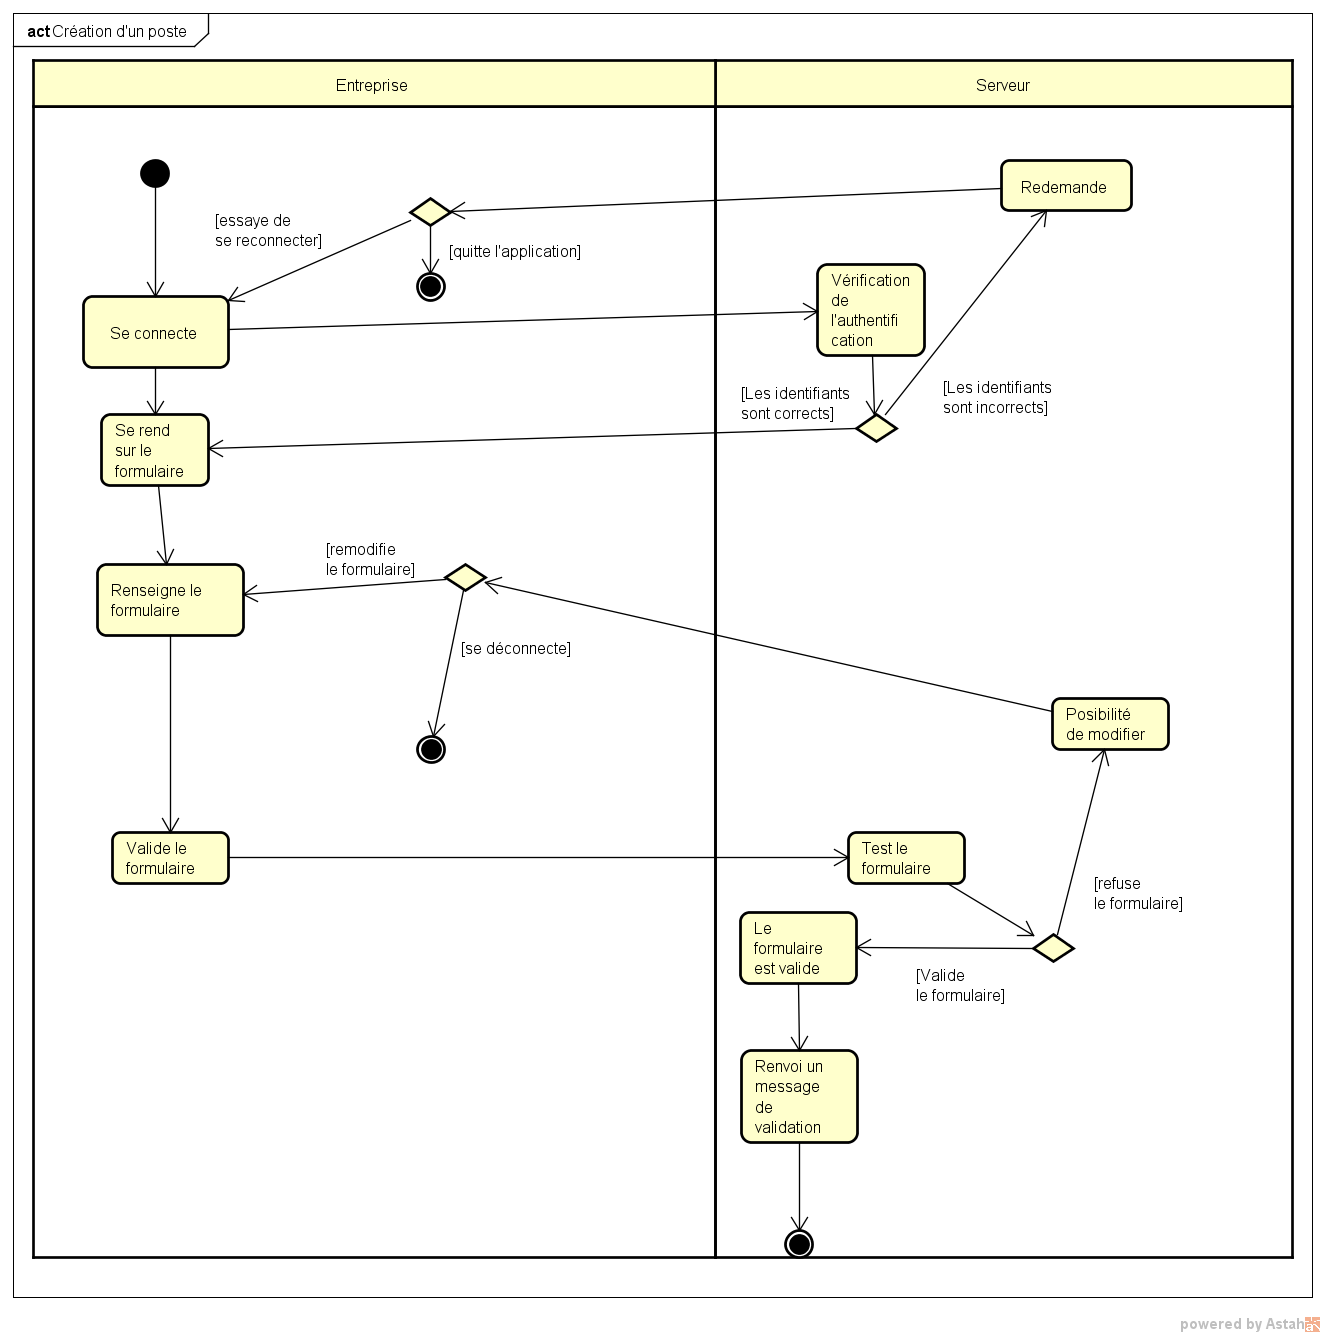 act Création d'un poste
Entreprise
Serveur
Redemande
[essaye de
se reconnecter]
[quitte l'application]
Vérification
de
l'authentifi
cation
Se connecte
[Les identifiants
sont corrects]
[Les identifiants
sont incorrects]
Se rend
sur le
formulaire
[remodifie
le formulaire]
Renseigne le
formulaire
[se déconnecte]
Posibilité
de modifier
Valide le
formulaire
Test le
formulaire
[refuse
le formulaire]
Le
formulaire
est valide
[Valide
le formulaire]
Renvoi un
message
de
validation
powered by Astah